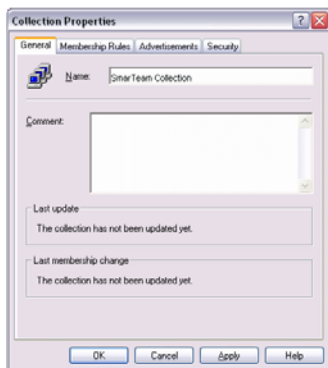 Collection Properties
General Membership Rules Advertisements Security
Name: SmarTeam Collection
Comment:
Last update
The collection has not been updated yet.
Last membership change
The collection has not been updated yet.
OK Cancel Apply Help